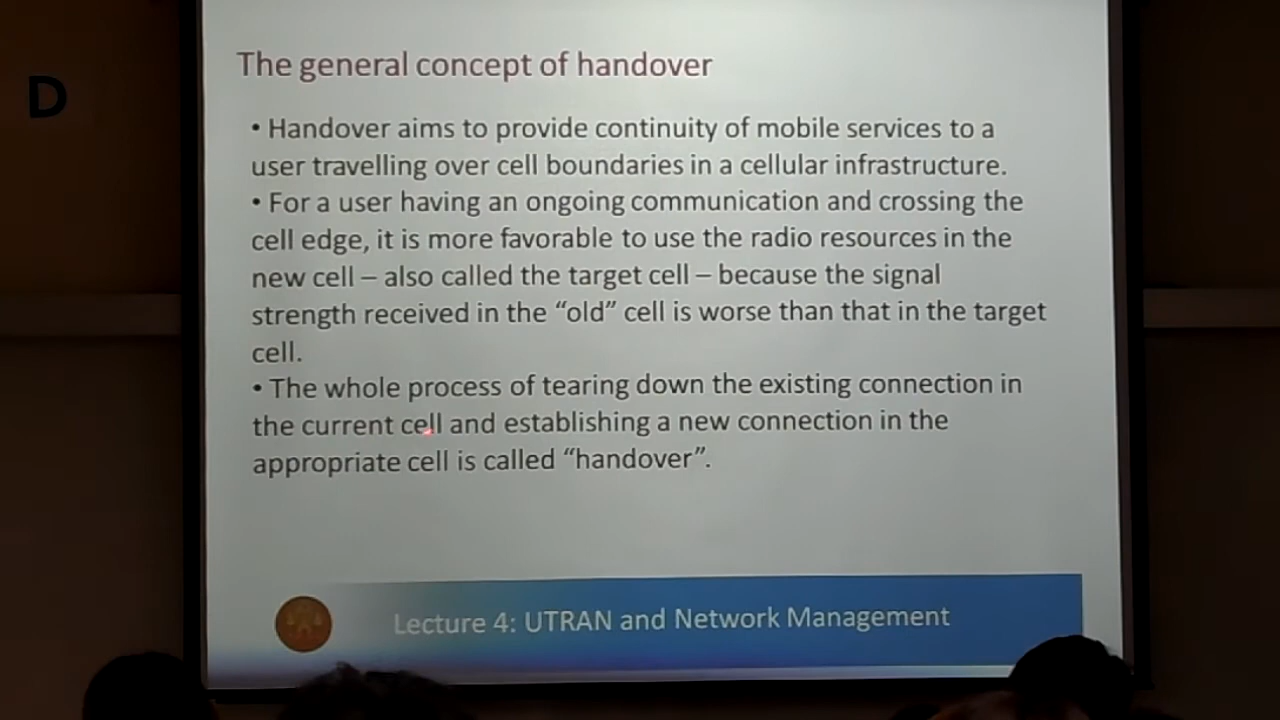 D
The general concept of handover
• Handover aims to provide continuity of mobile services to a
user travelling over cell boundaries in a cellular infrastructure.
• For a user having an ongoing communication and crossing the
cell edge, it is more favorable to use the radio resources in the
new cell – also called the target cell – because the signal
strength received in the “old” cell is worse than that in the target
cell.
• The whole process of tearing down the existing connection in
the current cell and establishing a new connection in the
appropriate cell is called “handover”.
Lecture 4: UTRAN and Network Management